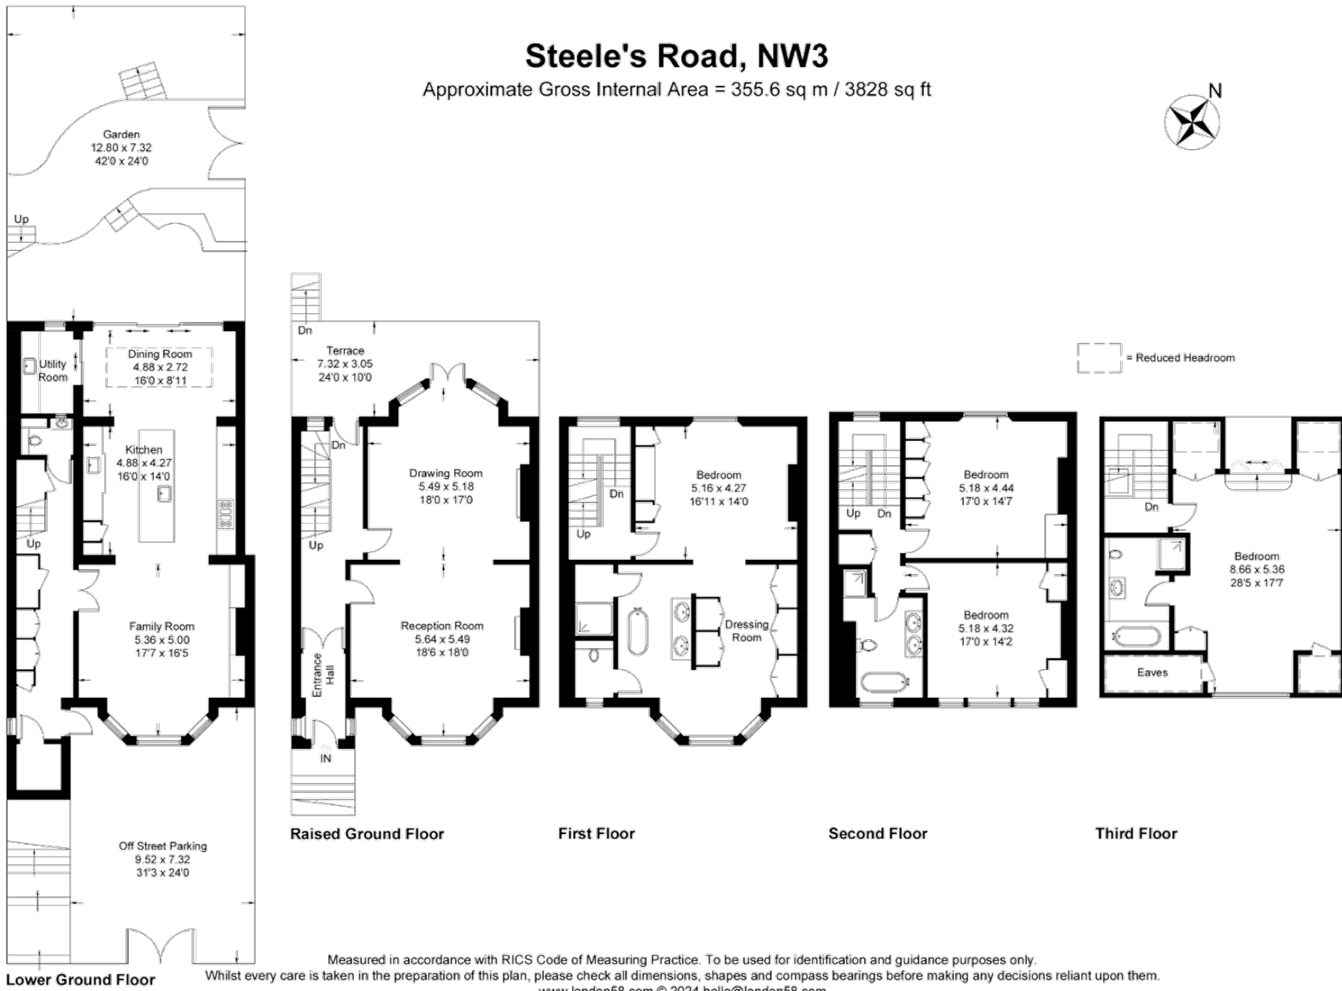 Steele's Road, NW3
Approximate Gross Internal Area = 355.6 sq m / 3828 sq ft
N
Garden
12.80 x 7.32
42'0 x 24'0
Up
Utility
Room
Dining Room
4.88 x 2.72
16'0 x 8'11
Kitchen
4.88 x 4.27
16'0 x 14'0
Up
Family Room
5.36 x 5.00
17'7 x 16'5
Off Street Parking
9.52 x 7.32
31'3 x 24'0
Lower Ground Floor
Dn
Terrace
7.32 x 3.05
24'0 x 10'0
Dn
Drawing Room
5.49 x 5.18
18'0 x 17'0
Up
Reception Room
5.64 x 5.49
18'6 x 18'0
Entrance
Hall
IN
Raised Ground Floor
Bedroom
5.16 x 4.27
16'11 x 14'0
Dn
Up
Dressing
Room
First Floor
Bedroom
5.18 x 4.44
17'0 x 14'7
Up
Dn
Bedroom
5.18 x 4.32
17'0 x 14'2
Second Floor
= Reduced Headroom
Dn
Bedroom
8.66 x 5.36
28'5 x 17'7
Eaves
Third Floor
Measured in accordance with RICS Code of Measuring Practice. To be used for identification and guidance purposes only.
Whilst every care is taken in the preparation of this plan, please check all dimensions, shapes and compass bearings before making any decisions reliant upon them.
www.london58.com © 2024 hello@london58.com